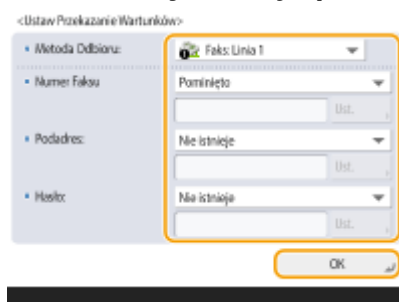 <Ustaw Przekazanie Wartunków>
• Metoda Odbioru: Faks: Linia 1
• Numer Faksu Pominięto
Ust.
• Podadres: Nie istnieje
Ust.
• Hasło: Nie istnieje
Ust.
OK